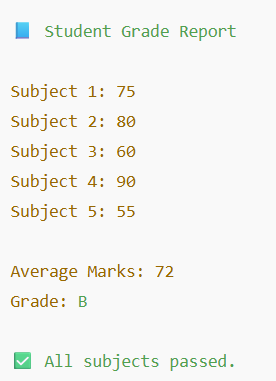 📘 Student Grade Report
Subject 1: 75
Subject 2: 80
Subject 3: 60
Subject 4: 90
Subject 5: 55
Average Marks: 72
Grade: B
✅ All subjects passed.